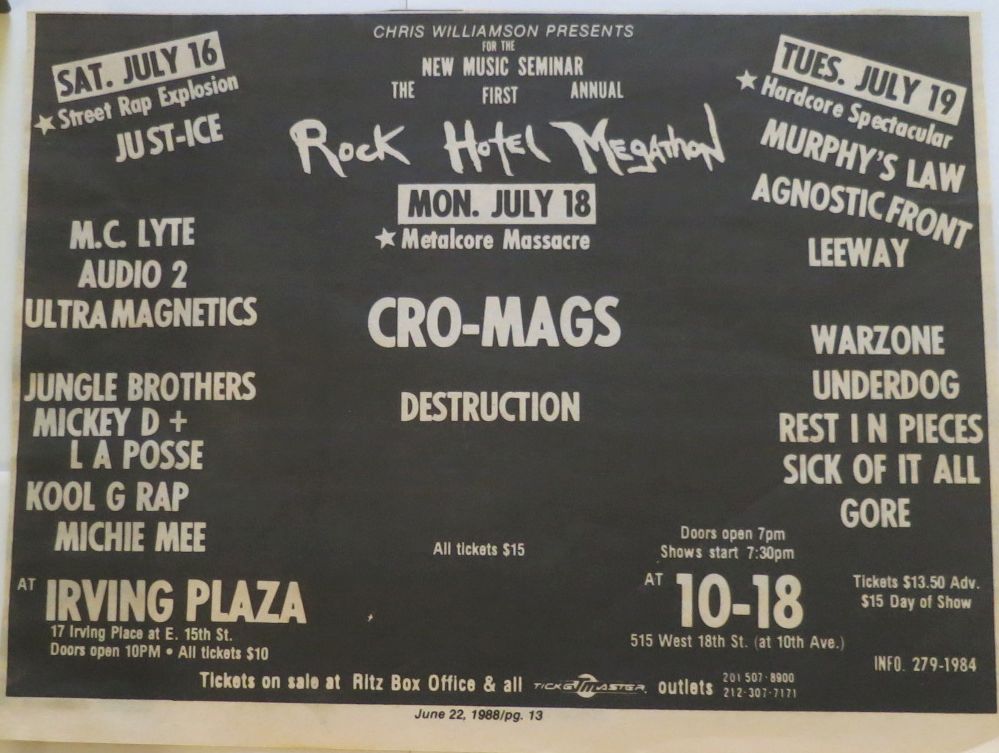 CHRIS WILLIAMSON PRESENTS
FOR THE
NEW MUSIC SEMINAR
THE FIRST ANNUAL
Rock Hotel Megathon
SAT. JULY 16
Street Rap Explosion
JUST-ICE
M.C. LYTE
AUDIO 2
ULTRA MAGNETICS
JUNGLE BROTHERS
MICKEY D +
L A POSSE
KOOL G RAP
MICHIE MEE
AT IRVING PLAZA
17 Irving Place at E. 15th St.
Doors open 10PM • All tickets $10
MON. JULY 18
Metalcore Massacre
CRO-MAGS
DESTRUCTION
All tickets $15
TUES. JULY 19
Hardcore Spectacular
MURPHY'S LAW
AGNOSTIC FRONT
LEEWAY
WARZONE
UNDERDOG
REST IN PIECES
SICK OF IT ALL
GORE
Doors open 7pm
Shows start 7:30pm
AT 10-18
515 West 18th St. (at 10th Ave.)
Tickets $13.50 Adv.
$15 Day of Show
INFO. 279-1984
Tickets on sale at Ritz Box Office & all TICKETMASTER outlets
201 507-8900
212-307-7171
June 22, 1988/pg. 13